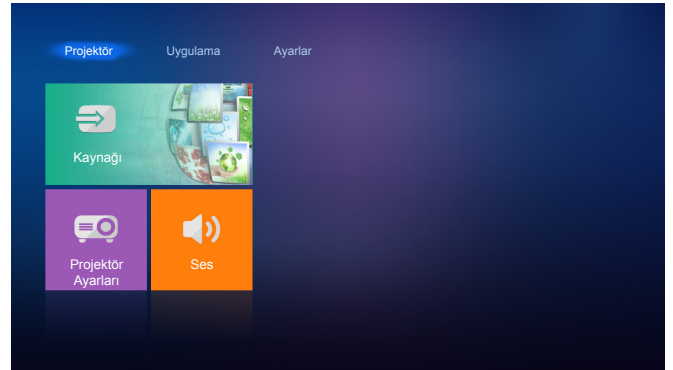 Projektör Uygulama Ayarlar
Kaynağı
Projektör
Ayarları
Ses